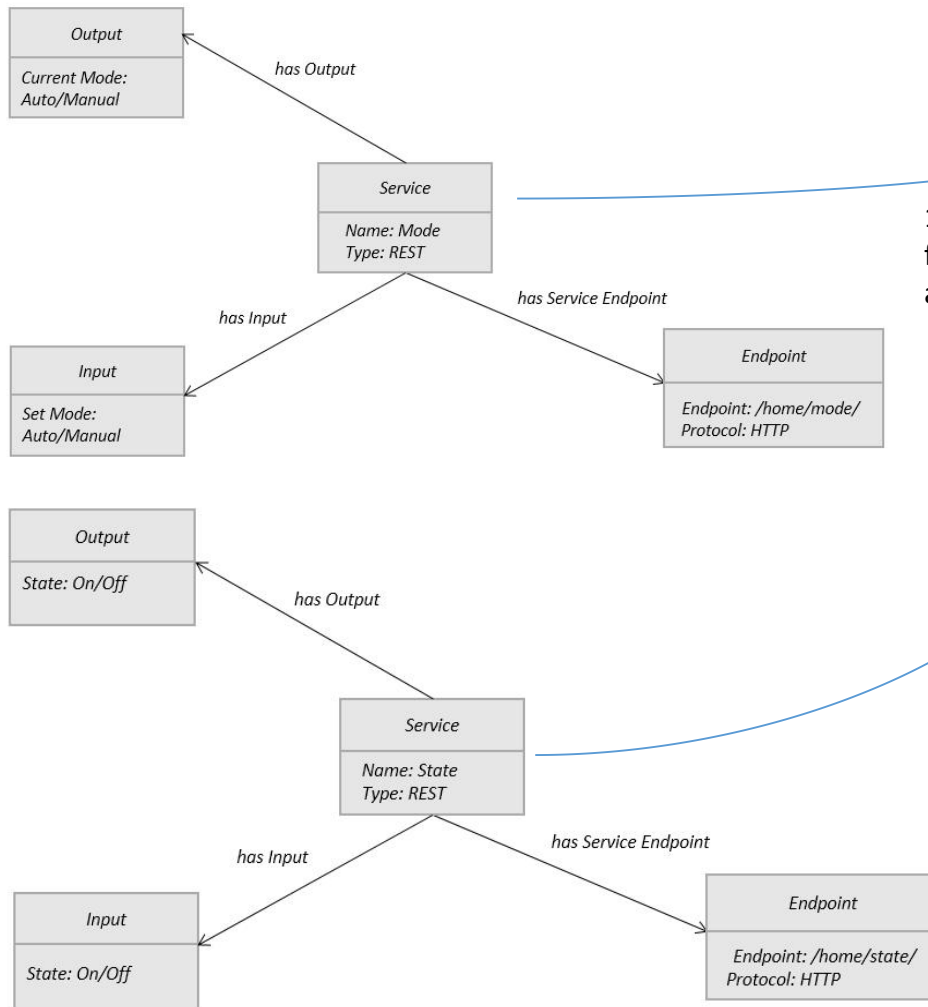 Output
Current Mode:
Auto/Manual
has Output
Service
Name: Mode
Type: REST
has Input
has Service Endpoint
Input
Set Mode:
Auto/Manual
Endpoint
Endpoint: /home/mode/
Protocol: HTTP
Output
State: On/Off
has Output
Service
Name: State
Type: REST
has Input
has Service Endpoint
Input
State: On/Off
Endpoint
Endpoint: /home/state/
Protocol: HTTP